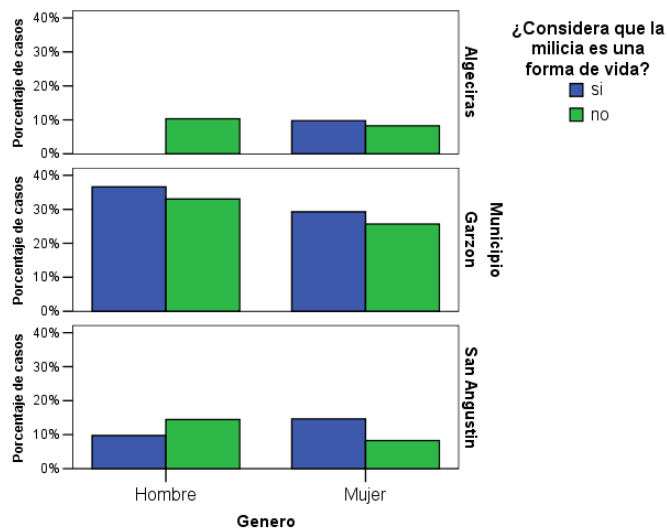 Porcentaje de casos
40%
30%
20%
10%
0%
Algeciras
Porcentaje de casos
40%
30%
20%
10%
0%
Garzon
Municipio
Porcentaje de casos
40%
30%
20%
10%
0%
San Angustin
Hombre
Mujer
Genero
¿Considera que la
milicia es una
forma de vida?
si
no